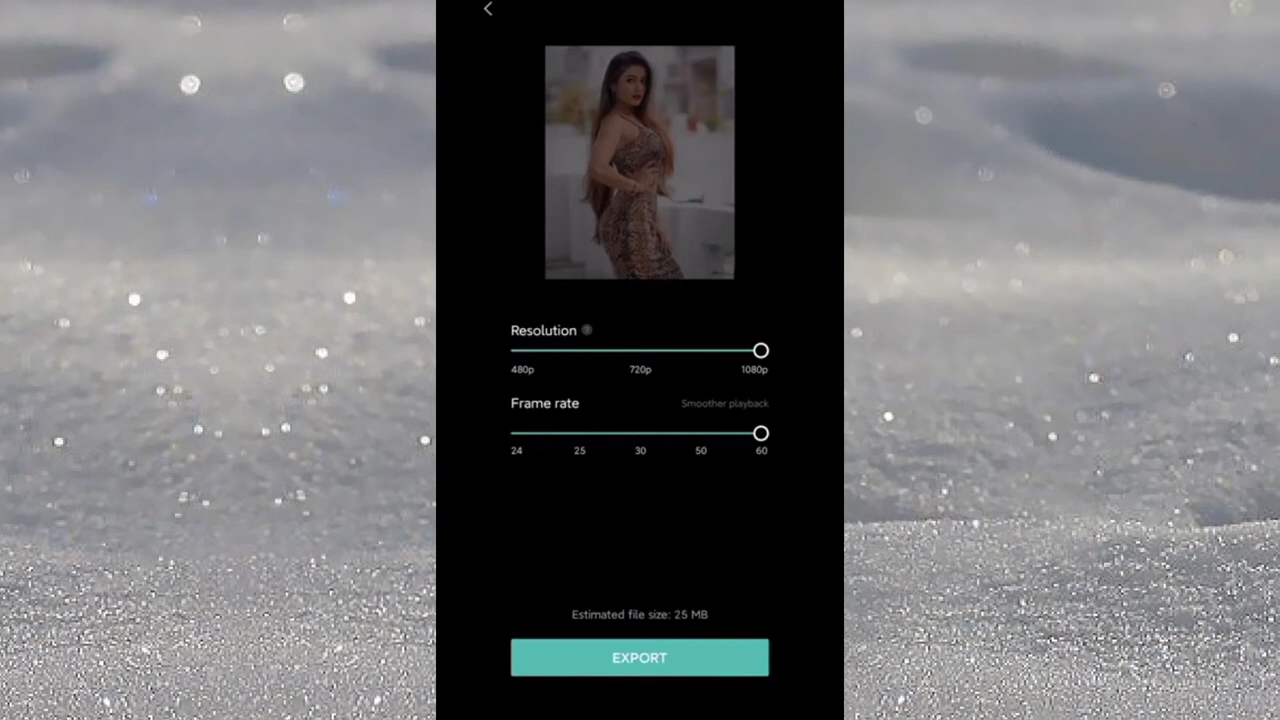 Resolution ?
480p 720p 1080p
Frame rate Smoother playback
24 25 30 50 60
Estimated file size: 25 MB
EXPORT